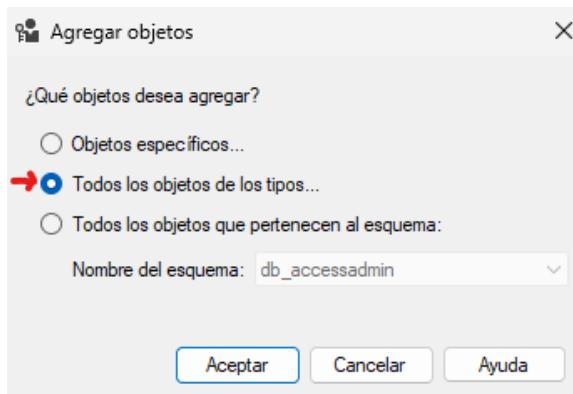 Agregar objetos
¿Qué objetos desea agregar?
Objetos específicos...
Todos los objetos de los tipos...
Todos los objetos que pertenecen al esquema:
Nombre del esquema: db_accessadmin
Aceptar Cancelar Ayuda